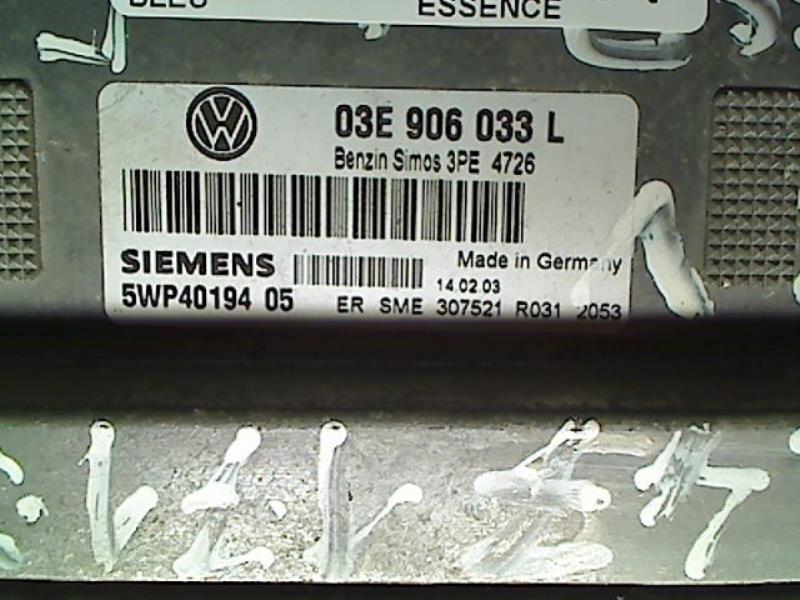 BLEU
ESSENCE
03E 906 033 L
Benzin Simos 3PE 4726
SIEMENS
Made in Germany
14.02.03
5WP40194 05
ER SME 307521 R031 2053